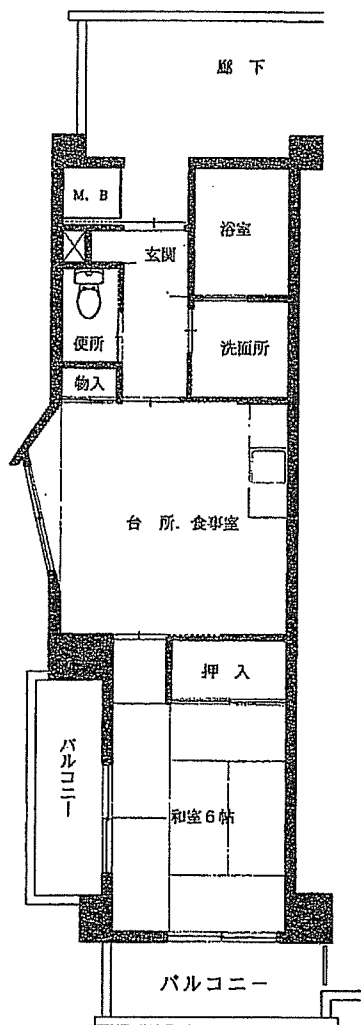 廊 下
M. B
浴室
玄関
便所
洗面所
物入
台 所. 食事室
押 入
バルコニー
和室6帖
バルコニー